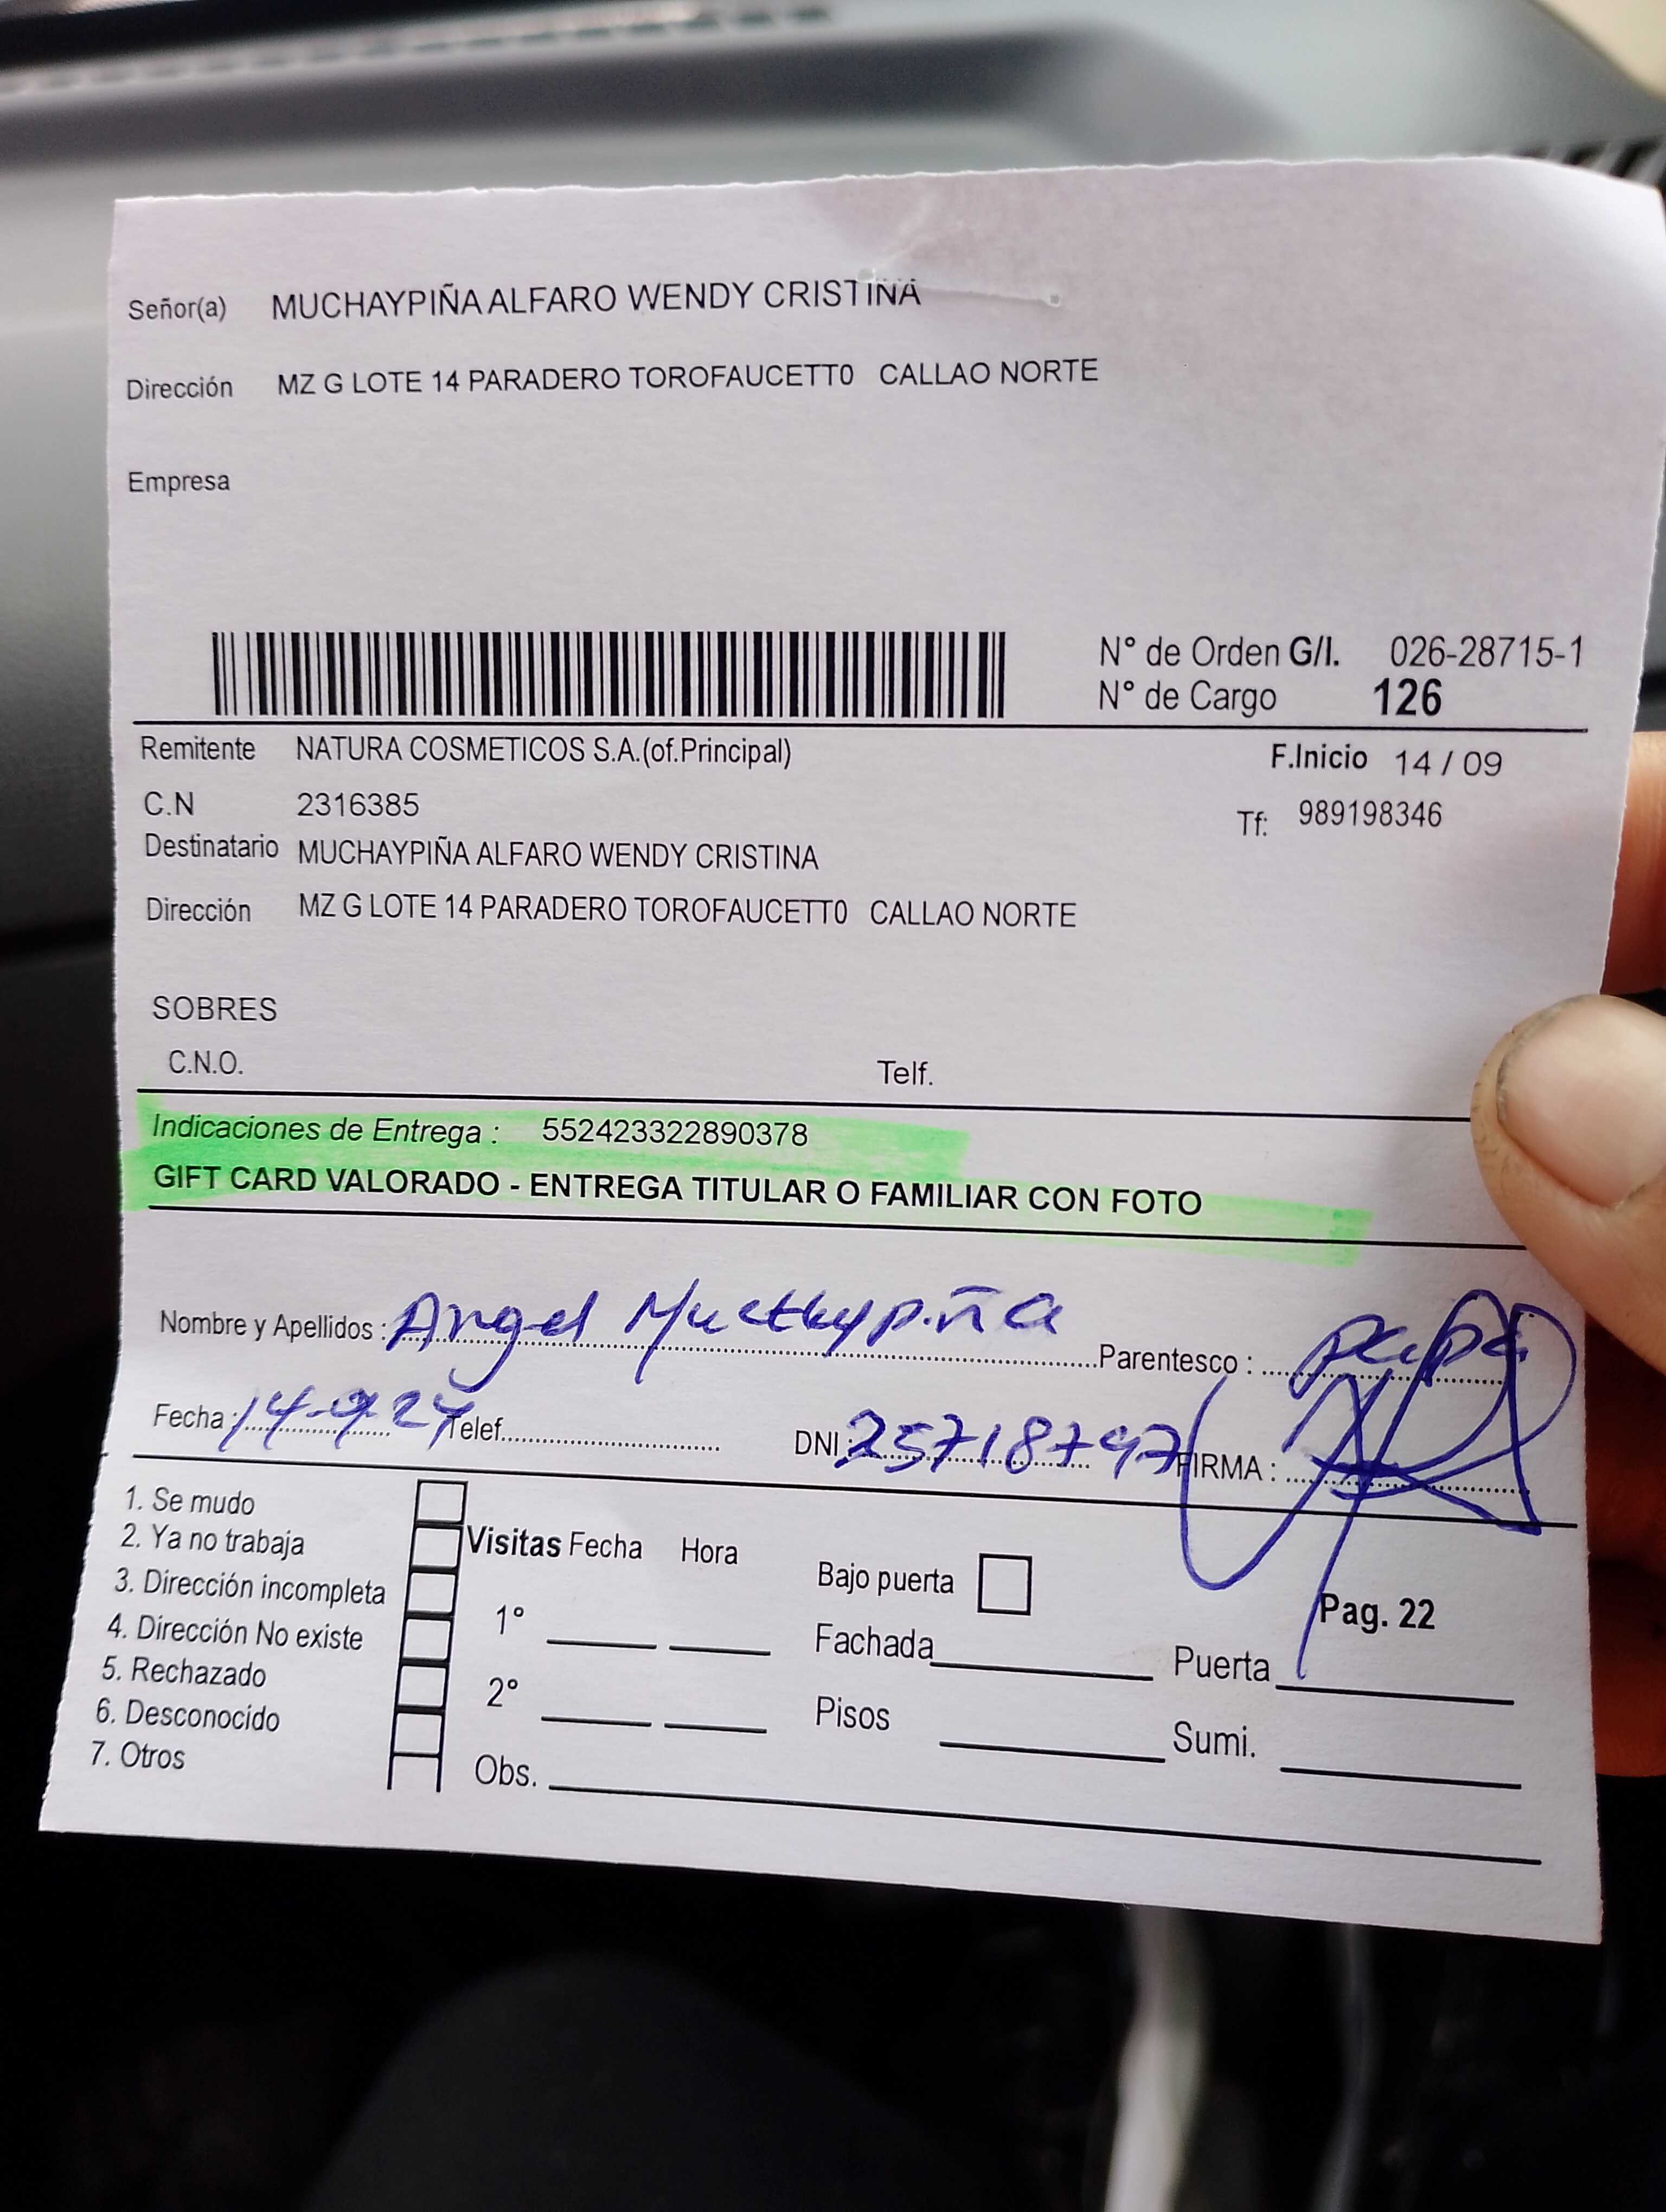 Señor(a) MUCHAYPIÑA ALFARO WENDY CRISTINA
Dirección MZ G LOTE 14 PARADERO TOROFAUCETT0 CALLAO NORTE
Empresa
N° de Orden G/I. 026-28715-1
N° de Cargo 126
Remitente NATURA COSMETICOS S.A.(of.Principal) F.Inicio 14 / 09
C.N 2316385 Tf: 989198346
Destinatario MUCHAYPIÑA ALFARO WENDY CRISTINA
Dirección MZ G LOTE 14 PARADERO TOROFAUCETT0 CALLAO NORTE
SOBRES
C.N.O. Telf.
Indicaciones de Entrega : 552423322890378
GIFT CARD VALORADO - ENTREGA TITULAR O FAMILIAR CON FOTO
Nombre y Apellidos : Angel Muchaypiña Parentesco : papá
Fecha : 14-9-24 Telef. DNI : 25718797 FIRMA :
1. Se mudo
2. Ya no trabaja
3. Dirección incompleta
4. Dirección No existe
5. Rechazado
6. Desconocido
7. Otros
Visitas Fecha Hora
1°
2°
Obs.
Bajo puerta
Pag. 22
Fachada Puerta
Pisos Sumi.